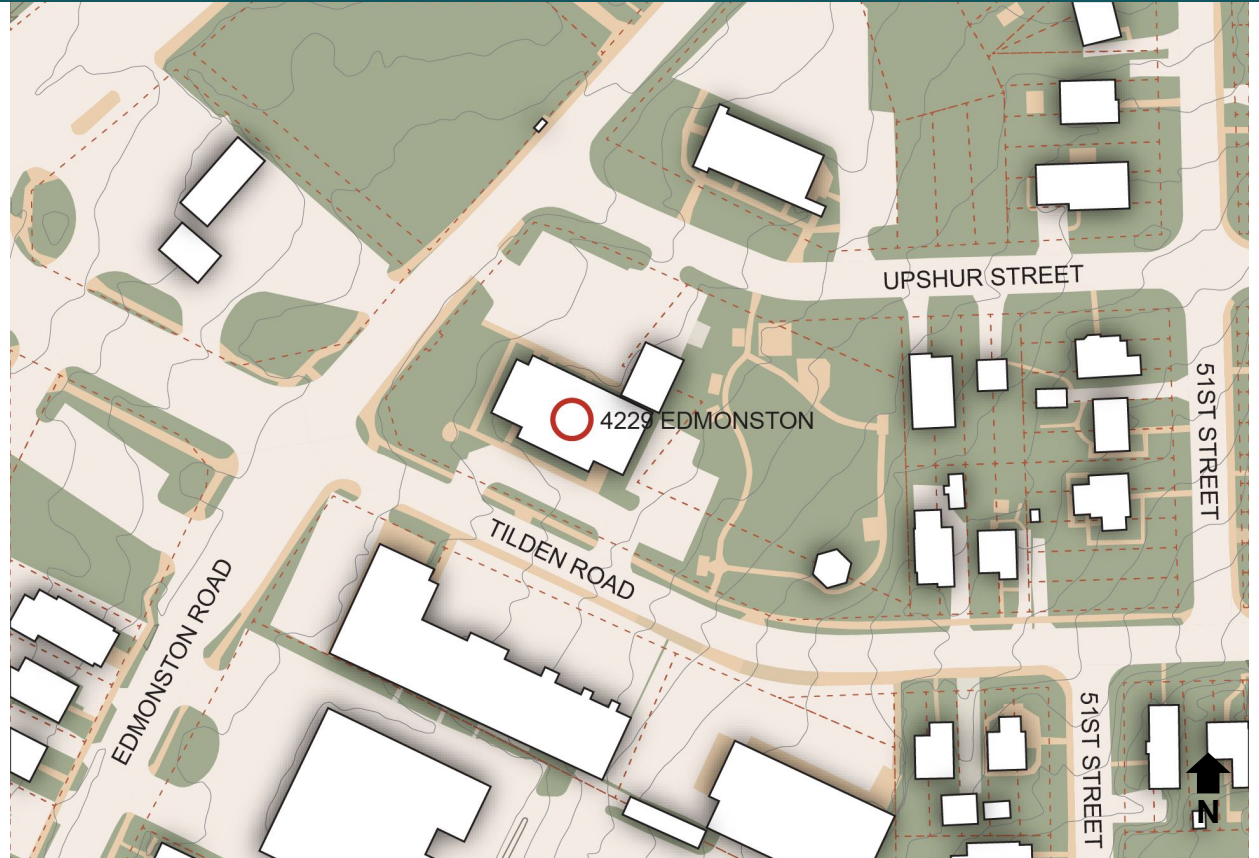 UPSHUR STREET
51ST STREET
4229 EDMONSTON
TILDEN ROAD
EDMONSTON ROAD
51ST STREET
N